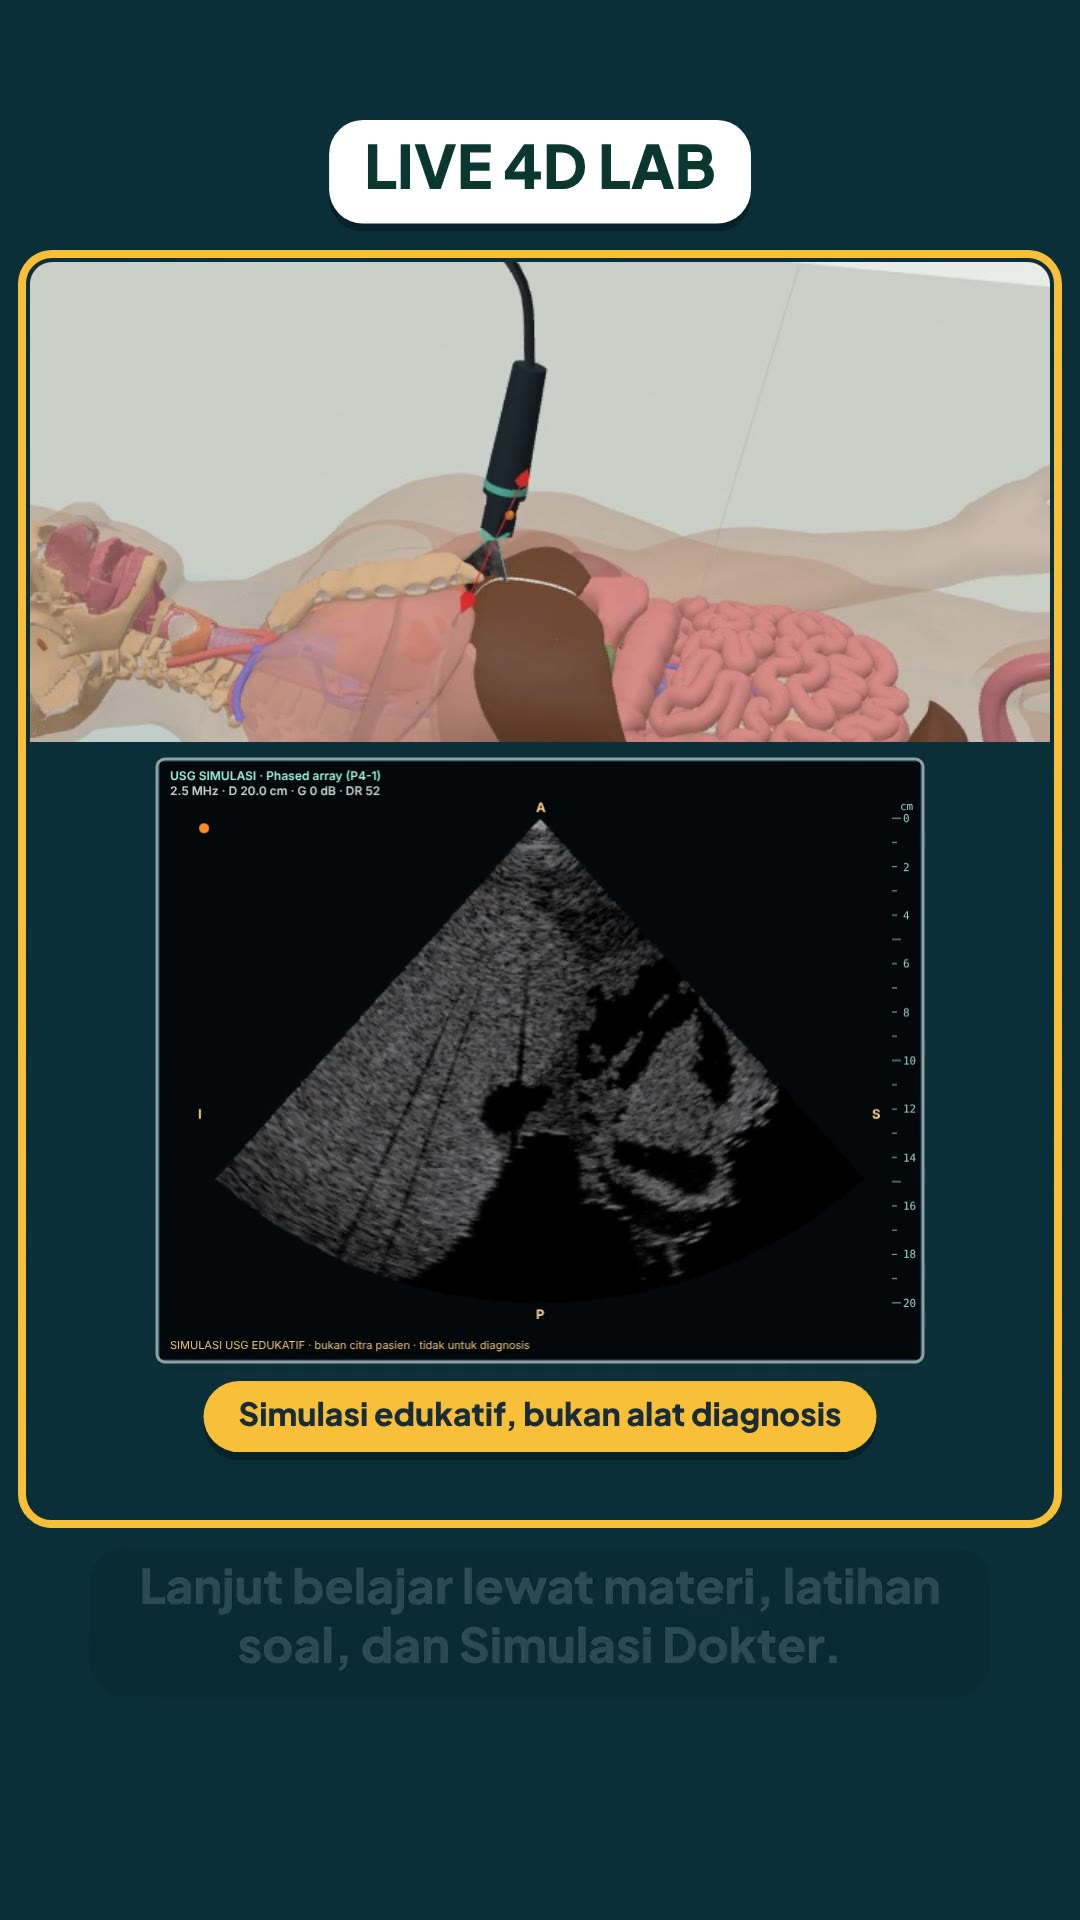 LIVE 4D LAB
USG SIMULASI · Phased array (P4-1)
2.5 MHz · D 20.0 cm · G 0 dB · DR 52
A
cm
0
2
4
6
8
10
I
S
12
14
16
18
20
P
SIMULASI USG EDUKATIF · bukan citra pasien · tidak untuk diagnosis
Simulasi edukatif, bukan alat diagnosis
Lanjut belajar lewat materi, latihan
soal, dan Simulasi Dokter.